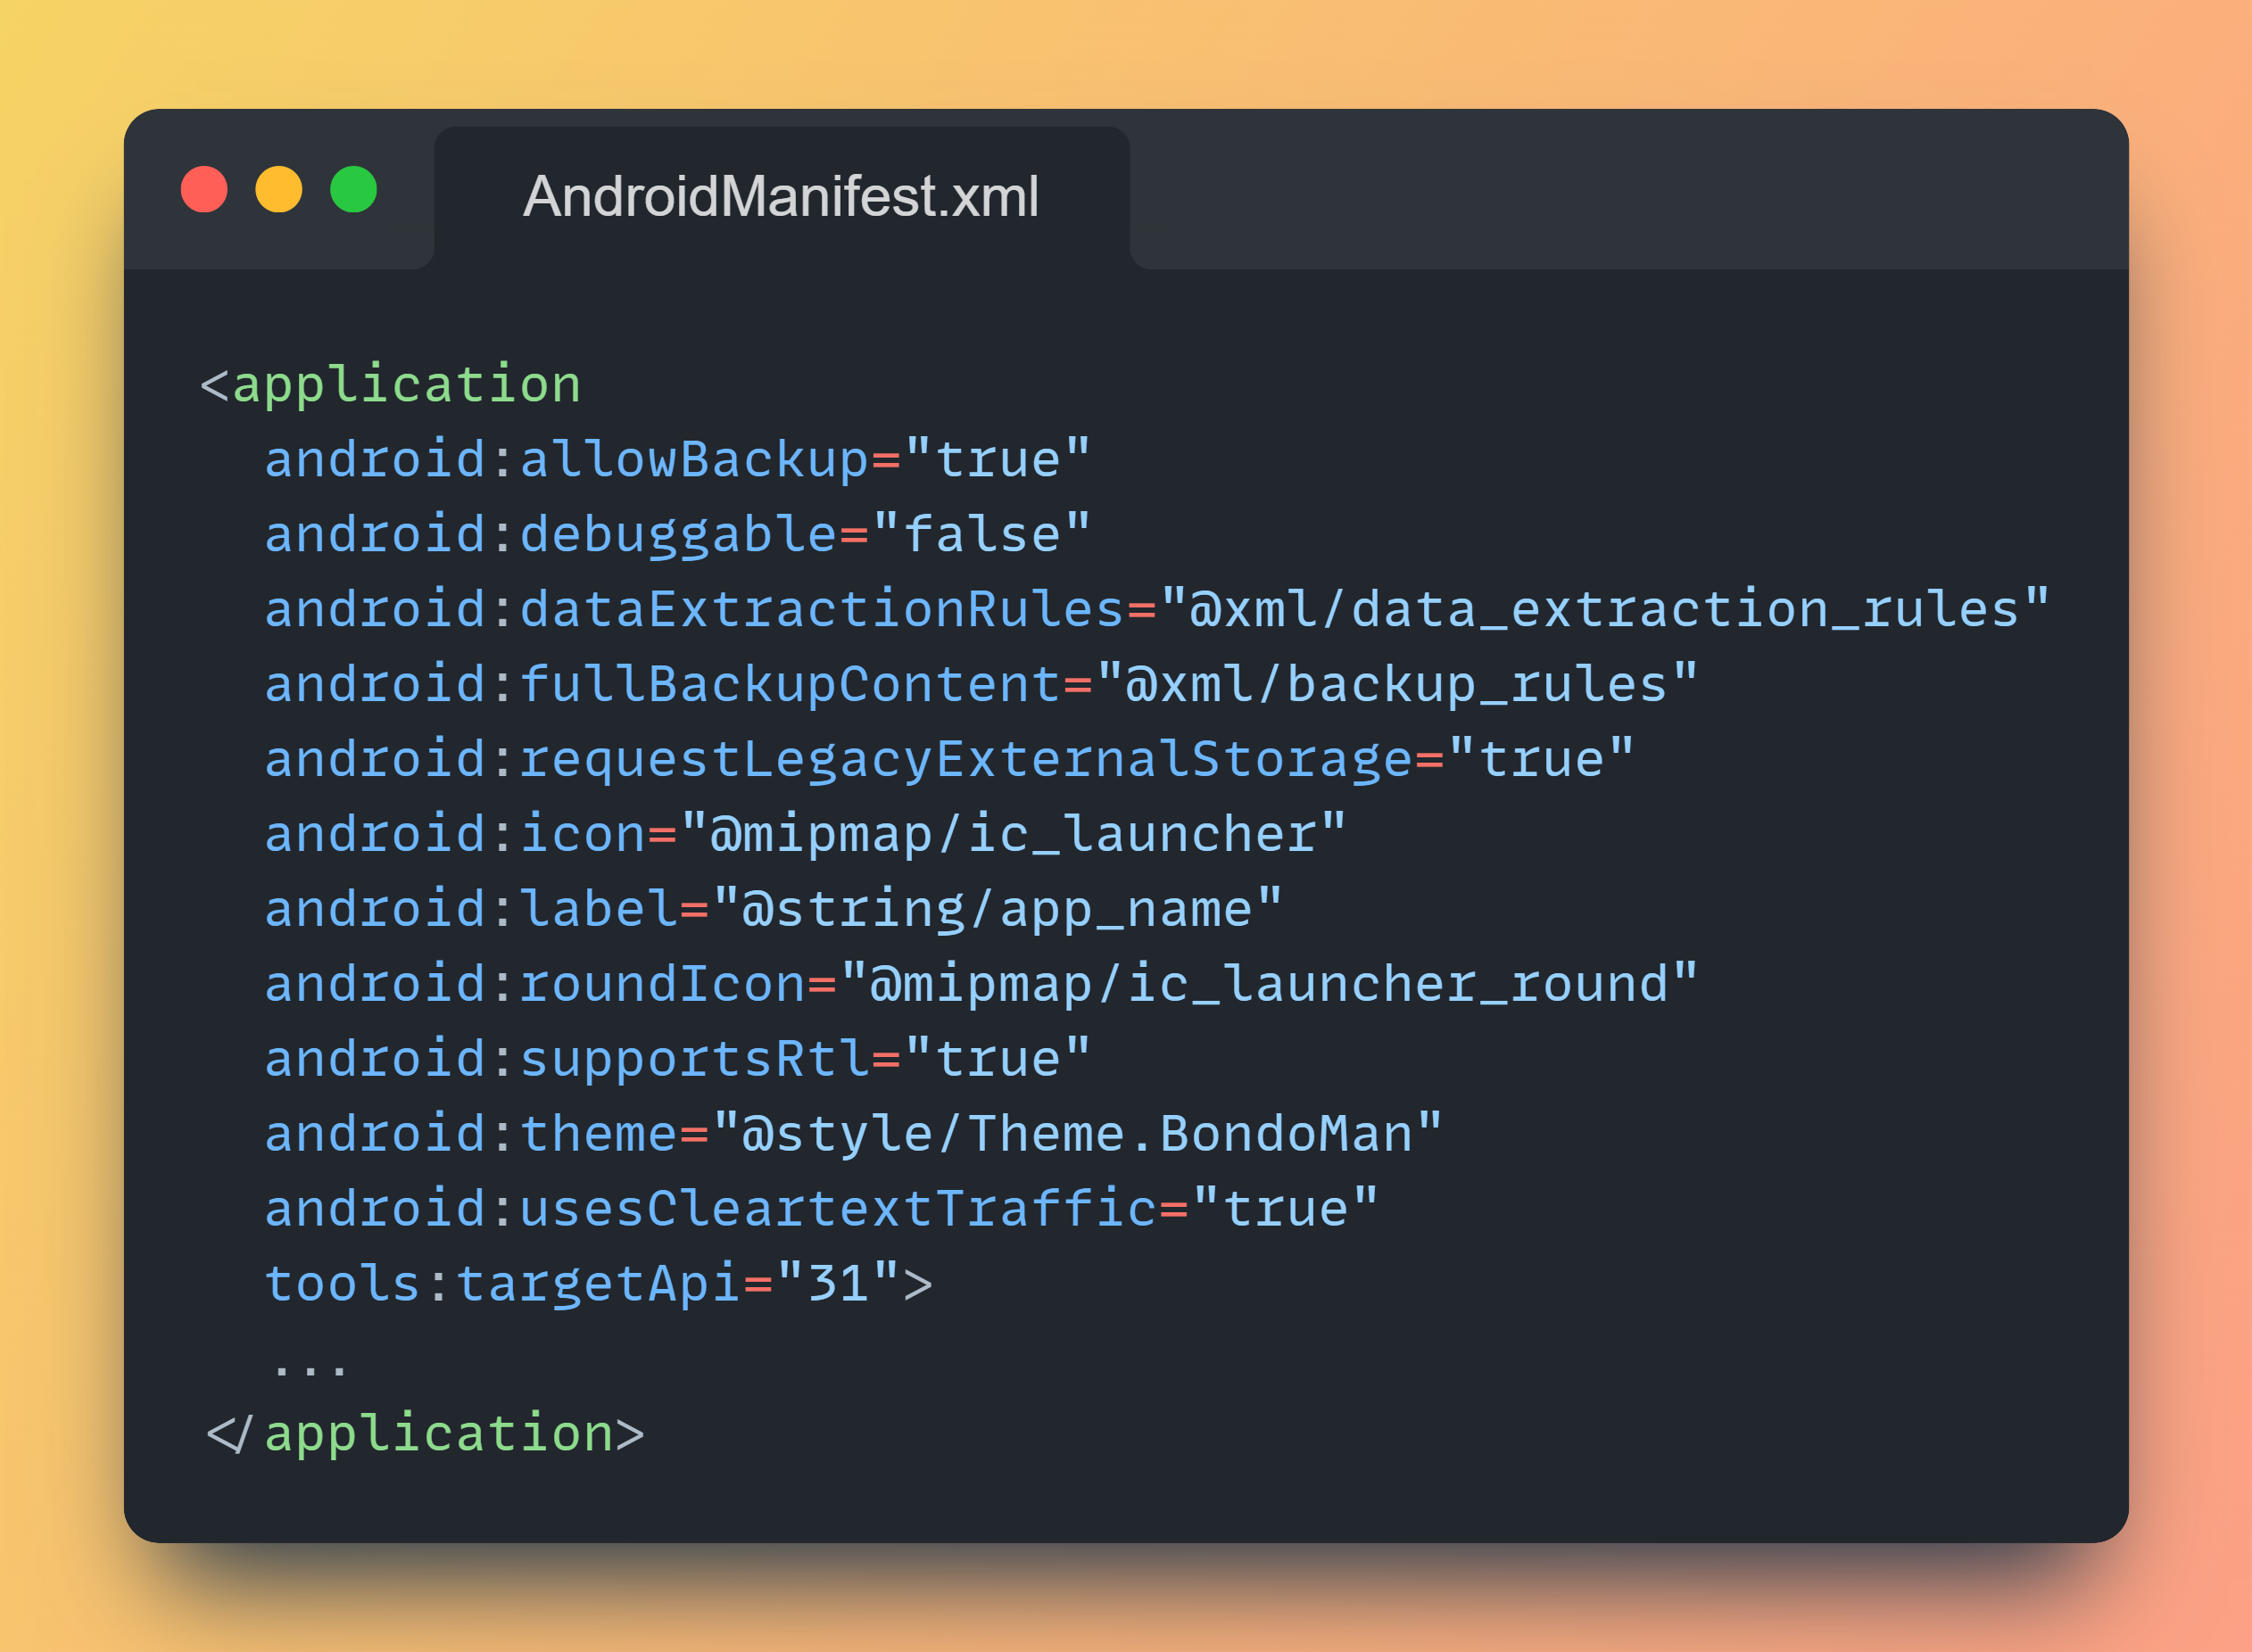 AndroidManifest.xml
<application
  android:allowBackup="true"
  android:debuggable="false"
  android:dataExtractionRules="@xml/data_extraction_rules"
  android:fullBackupContent="@xml/backup_rules"
  android:requestLegacyExternalStorage="true"
  android:icon="@mipmap/ic_launcher"
  android:label="@string/app_name"
  android:roundIcon="@mipmap/ic_launcher_round"
  android:supportsRtl="true"
  android:theme="@style/Theme.BondoMan"
  android:usesCleartextTraffic="true"
  tools:targetApi="31">
  ...
</application>